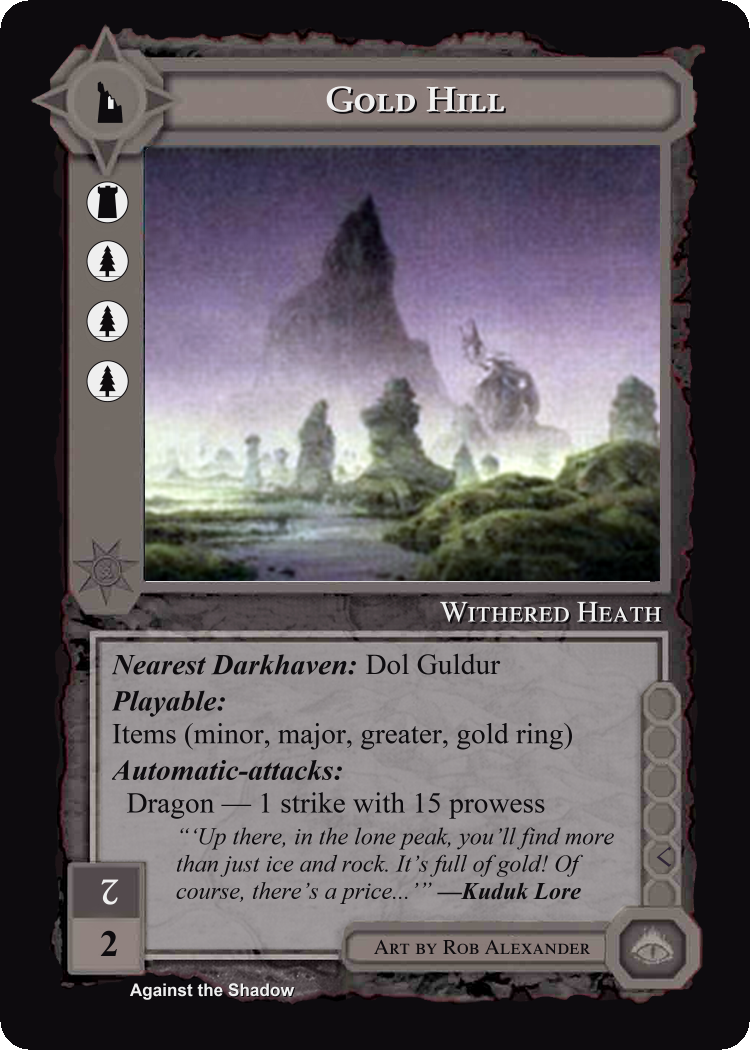 Gold Hill
Withered Heath
Nearest Darkhaven: Dol Guldur
Playable:
Items (minor, major, greater, gold ring)
Automatic-attacks:
Dragon — 1 strike with 15 prowess
“‘Up there, in the lone peak, you’ll find more
than just ice and rock. It’s full of gold! Of
course, there’s a price...’” —Kuduk Lore
2
2
Art by Rob Alexander
Against the Shadow